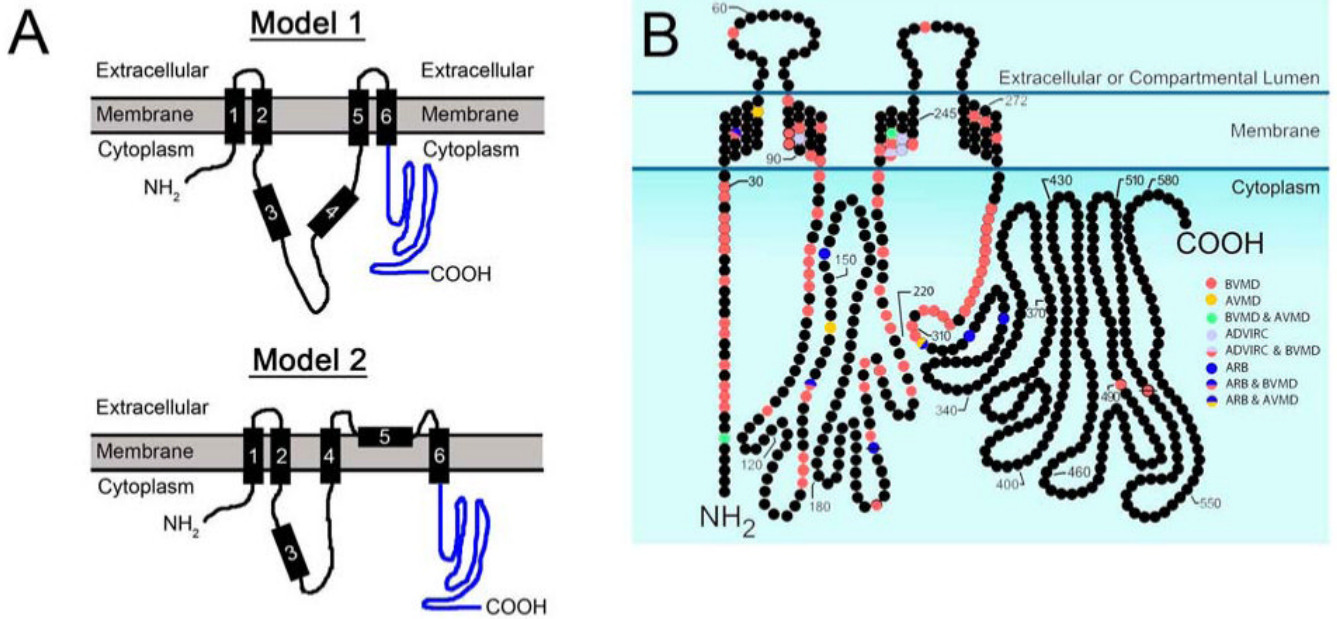 A
Model 1
Extracellular
Extracellular
Membrane
Membrane
Cytoplasm
Cytoplasm
1
2
5
6
NH2
3
4
COOH
Model 2
Extracellular
Membrane
Cytoplasm
1
2
4
5
6
NH2
3
COOH
B
60
Extracellular or Compartmental Lumen
272
245
Membrane
90
30
430
510
580
Cytoplasm
COOH
150
220
370
310
340
490
120
180
400
460
550
NH2
BVMD
AVMD
BVMD & AVMD
ADVIRC
ADVIRC & BVMD
ARB
ARB & BVMD
ARB & AVMD